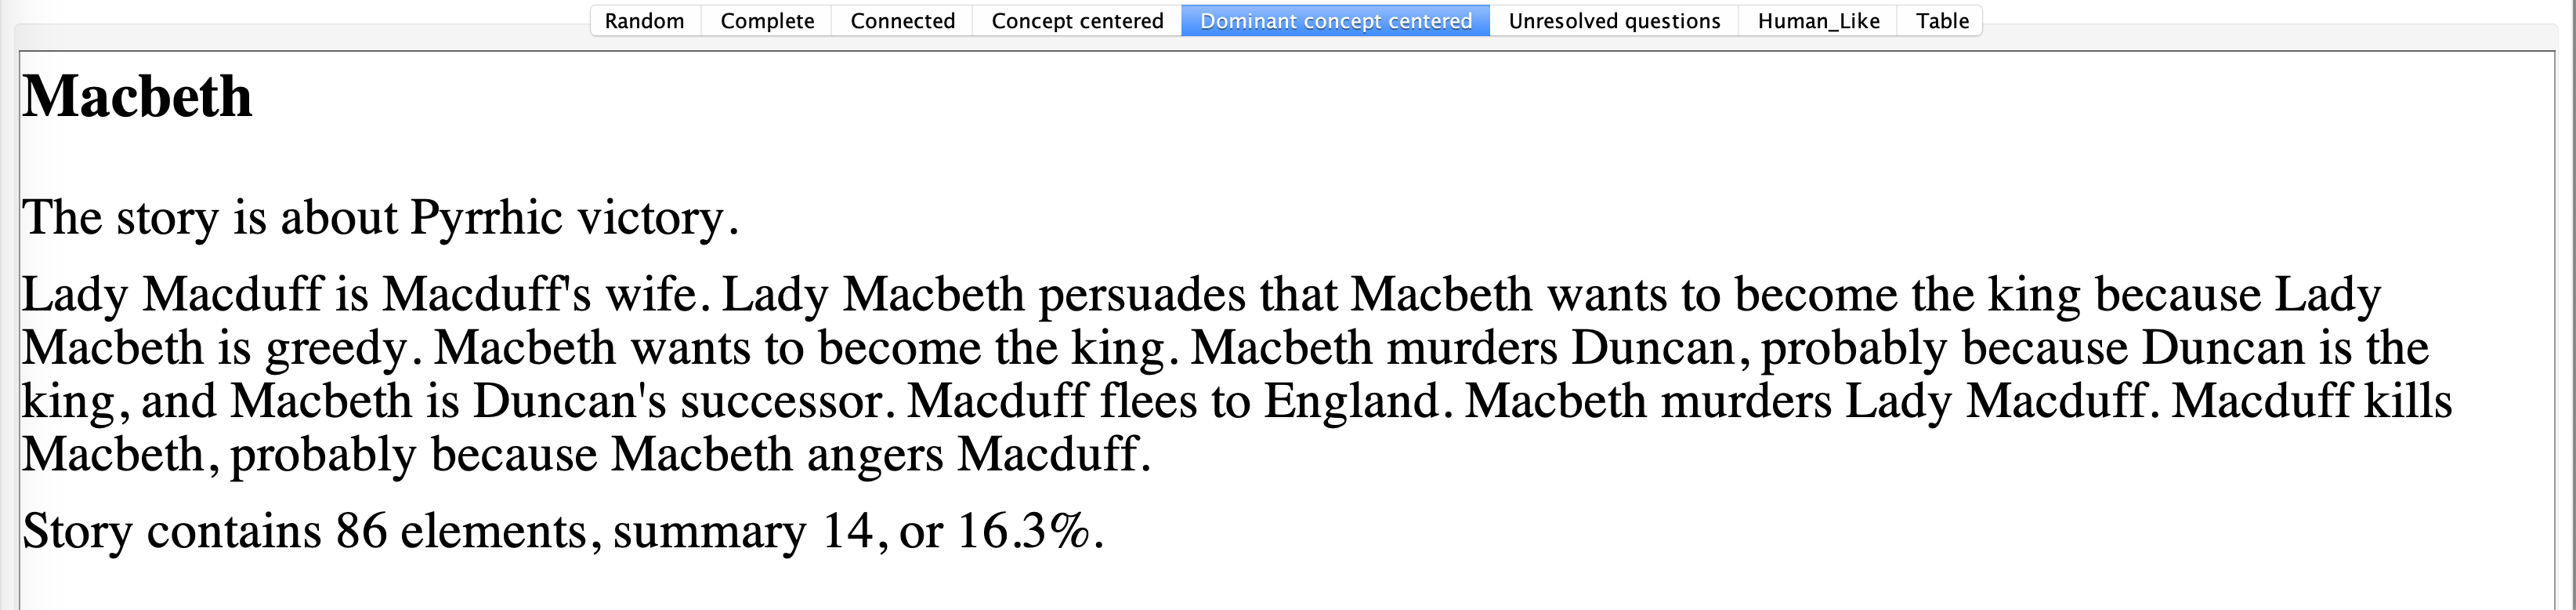 Random Complete Connected Concept centered Dominant concept centered Unresolved questions Human_Like Table
Macbeth
The story is about Pyrrhic victory.
Lady Macduff is Macduff's wife. Lady Macbeth persuades that Macbeth wants to become the king because Lady
Macbeth is greedy. Macbeth wants to become the king. Macbeth murders Duncan, probably because Duncan is the
king, and Macbeth is Duncan's successor. Macduff flees to England. Macbeth murders Lady Macduff. Macduff kills
Macbeth, probably because Macbeth angers Macduff.
Story contains 86 elements, summary 14, or 16.3%.